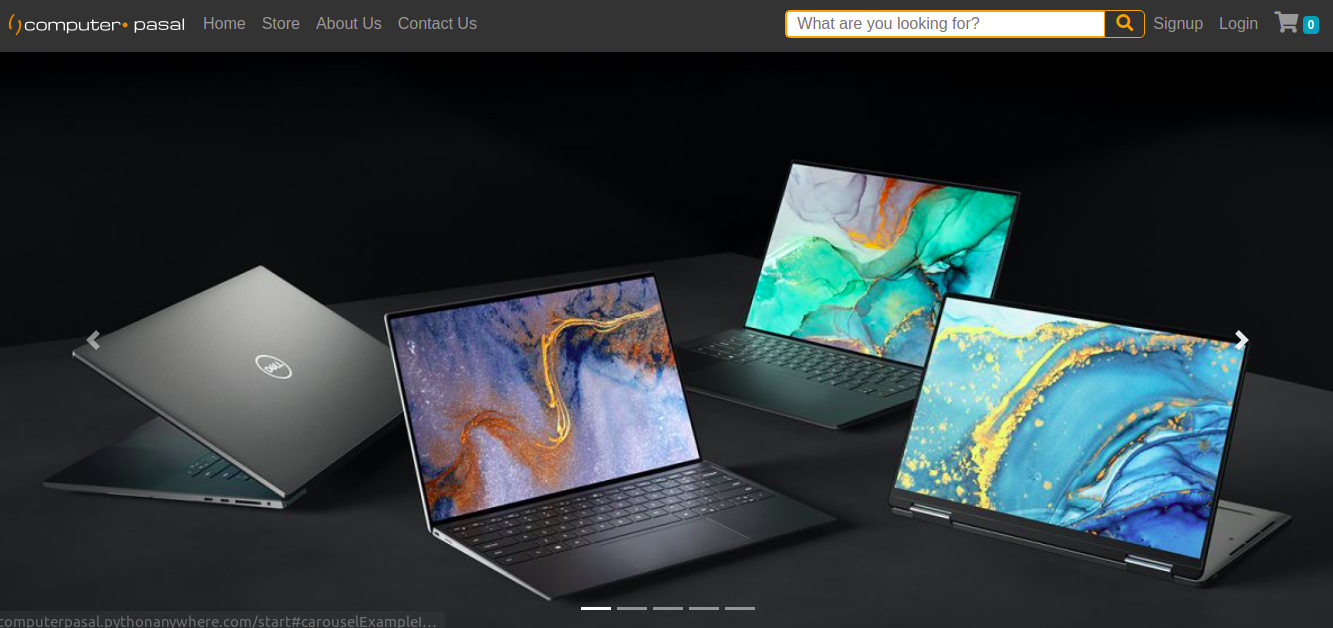 computer pasal Home Store About Us Contact Us What are you looking for? Signup Login 0
DELL
computerpasal.pythonanywhere.com/start#carouselExampleI…